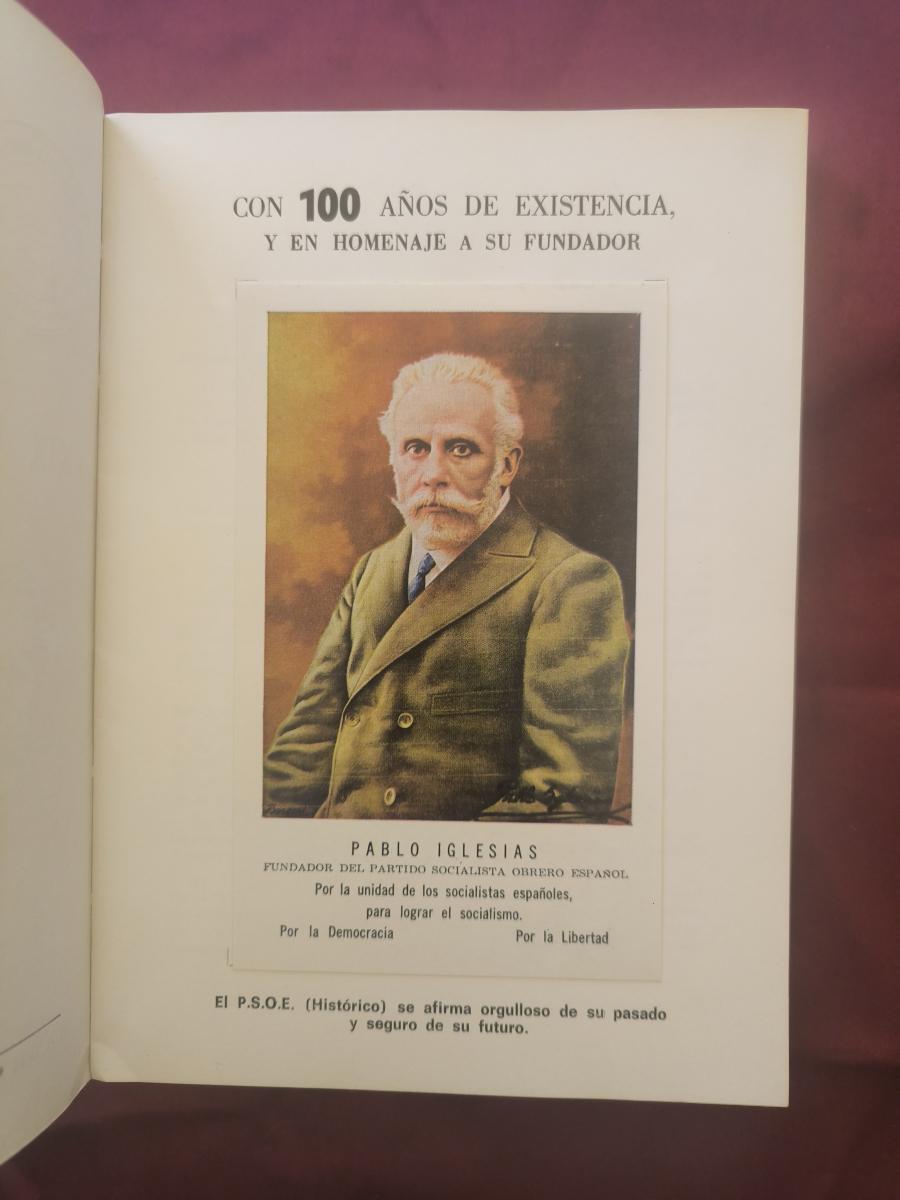 CON 100 AÑOS DE EXISTENCIA,
Y EN HOMENAJE A SU FUNDADOR
PABLO IGLESIAS
FUNDADOR DEL PARTIDO SOCIALISTA OBRERO ESPAÑOL
Por la unidad de los socialistas españoles,
para lograr el socialismo.
Por la Democracia Por la Libertad
El P.S.O.E. (Histórico) se afirma orgulloso de su pasado
y seguro de su futuro.